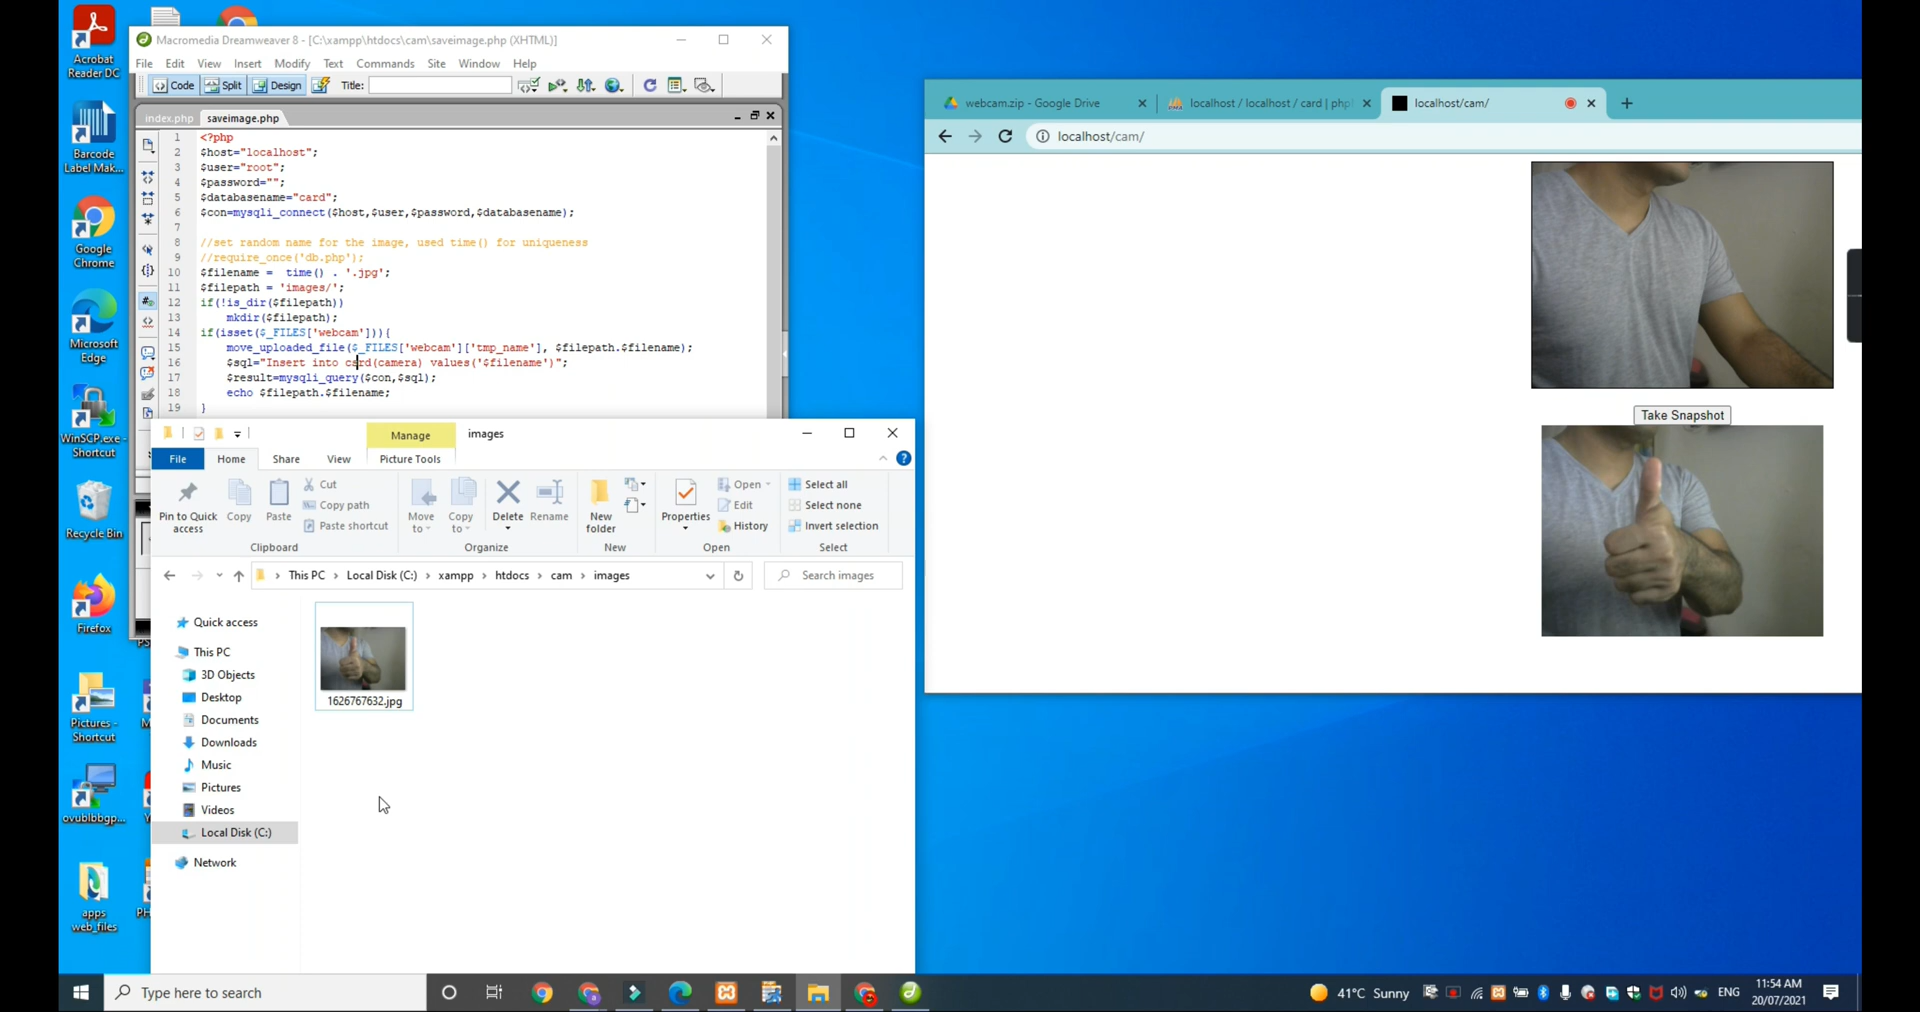 Acrobat
Reader DC
Barcode
Label Mak...
Google
Chrome
Microsoft
Edge
WinSCP.exe -
Shortcut
Recycle Bin
Firefox
Pictures -
Shortcut
ovublbbgp...
apps
web_files
Macromedia Dreamweaver 8 - [C:\xampp\htdocs\cam\saveimage.php (XHTML)]
File Edit View Insert Modify Text Commands Site Window Help
Code Split Design Title:
index.php saveimage.php
1 <?php
2 $host="localhost";
3 $user="root";
4 $password="";
5 $databasename="card";
6 $con=mysqli_connect($host,$user,$password,$databasename);
7
8 //set random name for the image, used time() for uniqueness
9 //require_once('db.php');
10 $filename = time() . '.jpg';
11 $filepath = 'images/';
12 if(!is_dir($filepath))
13 mkdir($filepath);
14 if(isset($_FILES['webcam'])){
15 move_uploaded_file($_FILES['webcam']['tmp_name'], $filepath.$filename);
16 $sql="Insert into card(camera) values('$filename')";
17 $result=mysqli_query($con,$sql);
18 echo $filepath.$filename;
19 }
Manage images
File Home Share View Picture Tools
Pin to Quick
access
Copy
Paste
Cut
Copy path
Paste shortcut
Clipboard
Move
to
Copy
to
Delete
Rename
Organize
New
folder
New
Properties
Open
Edit
History
Open
Select all
Select none
Invert selection
Select
This PC > Local Disk (C:) > xampp > htdocs > cam > images
Search images
Quick access
This PC
3D Objects
Desktop
Documents
Downloads
Music
Pictures
Videos
Local Disk (C:)
Network
1626767632.jpg
webcam.zip - Google Drive
localhost / localhost / card | php
localhost/cam/
localhost/cam/
Take Snapshot
Type here to search
41°C Sunny
ENG
11:54 AM
20/07/2021